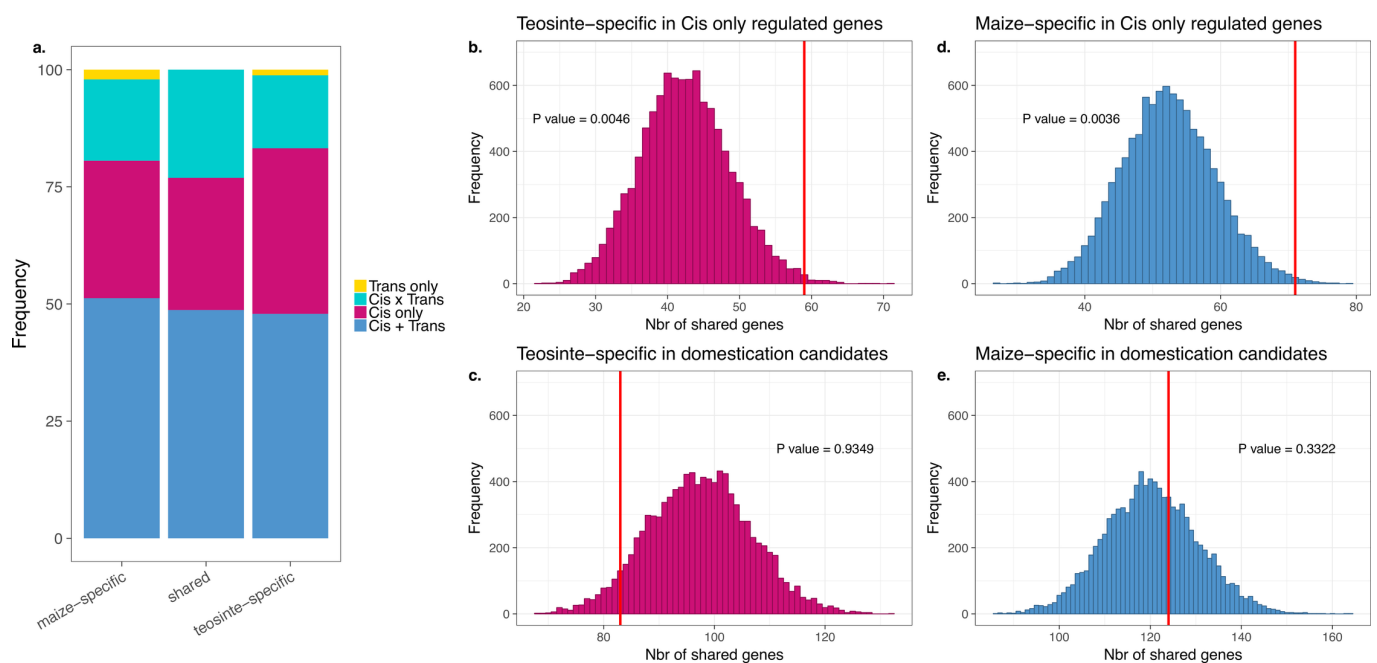 a.
100
75
50
25
0
Frequency
maize−specific
shared
teosinte−specific
Trans only
Cis x Trans
Cis only
Cis + Trans
Teosinte−specific in Cis only regulated genes
b.
600
400
200
0
Frequency
P value = 0.0046
20 30 40 50 60 70
Nbr of shared genes
Maize−specific in Cis only regulated genes
d.
600
400
200
0
Frequency
P value = 0.0036
40 60 80
Nbr of shared genes
Teosinte−specific in domestication candidates
c.
600
400
200
0
Frequency
P value = 0.9349
80 100 120
Nbr of shared genes
Maize−specific in domestication candidates
e.
600
400
200
0
Frequency
P value = 0.3322
100 120 140 160
Nbr of shared genes